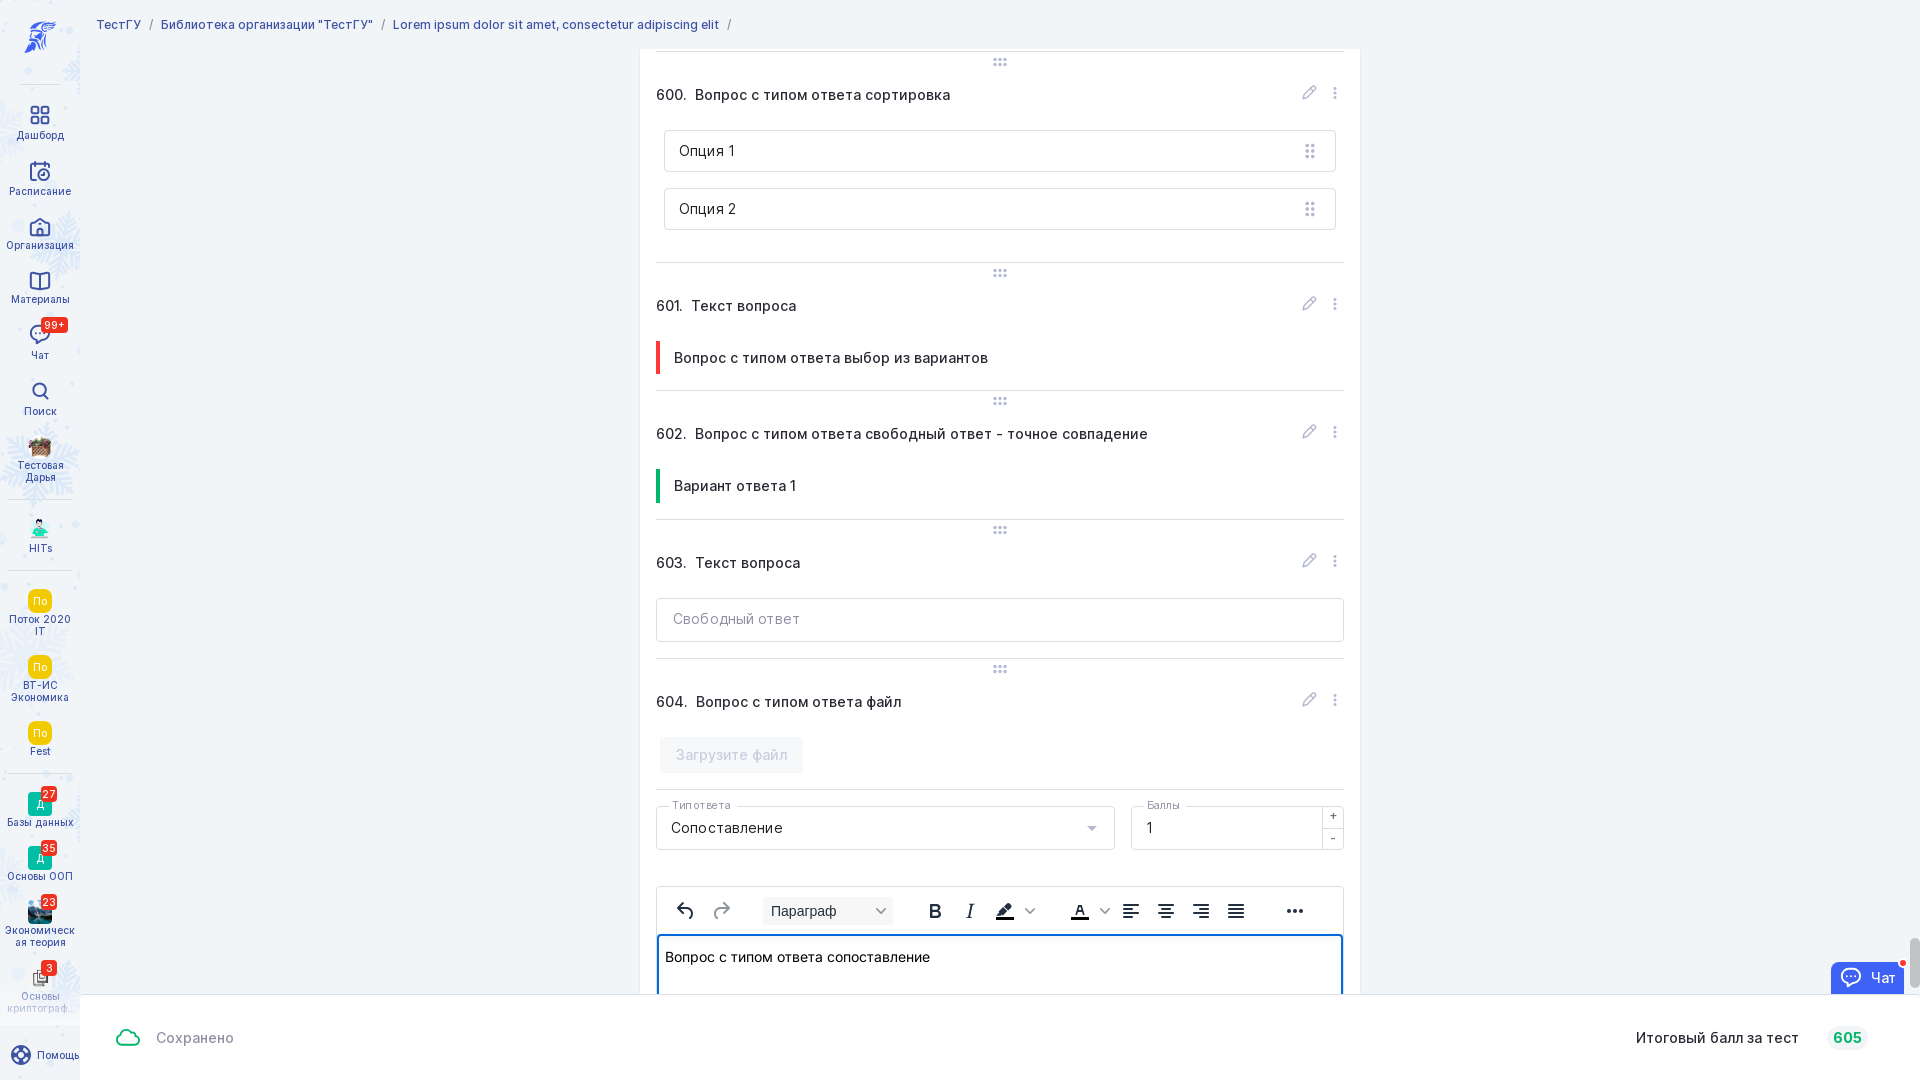 ТестГУ / Библиотека организации "ТестГУ" / Lorem ipsum dolor sit amet, consectetur adipiscing elit /
Дашборд
Расписание
Организация
Материалы
99+
Чат
Поиск
Тестовая
Дарья
HITs
По
Поток 2020
IT
По
ВТ-ИС
Экономика
По
Fest
27
Д
Базы данных
35
Д
Основы ООП
23
Экономическ
ая теория
3
Основы
криптограф...
Помощь
600. Вопрос с типом ответа сортировка
Опция 1
Опция 2
601. Текст вопроса
Вопрос с типом ответа выбор из вариантов
602. Вопрос с типом ответа свободный ответ - точное совпадение
Вариант ответа 1
603. Текст вопроса
Свободный ответ
604. Вопрос с типом ответа файл
Загрузите файл
Тип ответа
Сопоставление
Баллы
1
+
-
Параграф
B I A
Вопрос с типом ответа сопоставление
Чат
Сохранено
Итоговый балл за тест 605